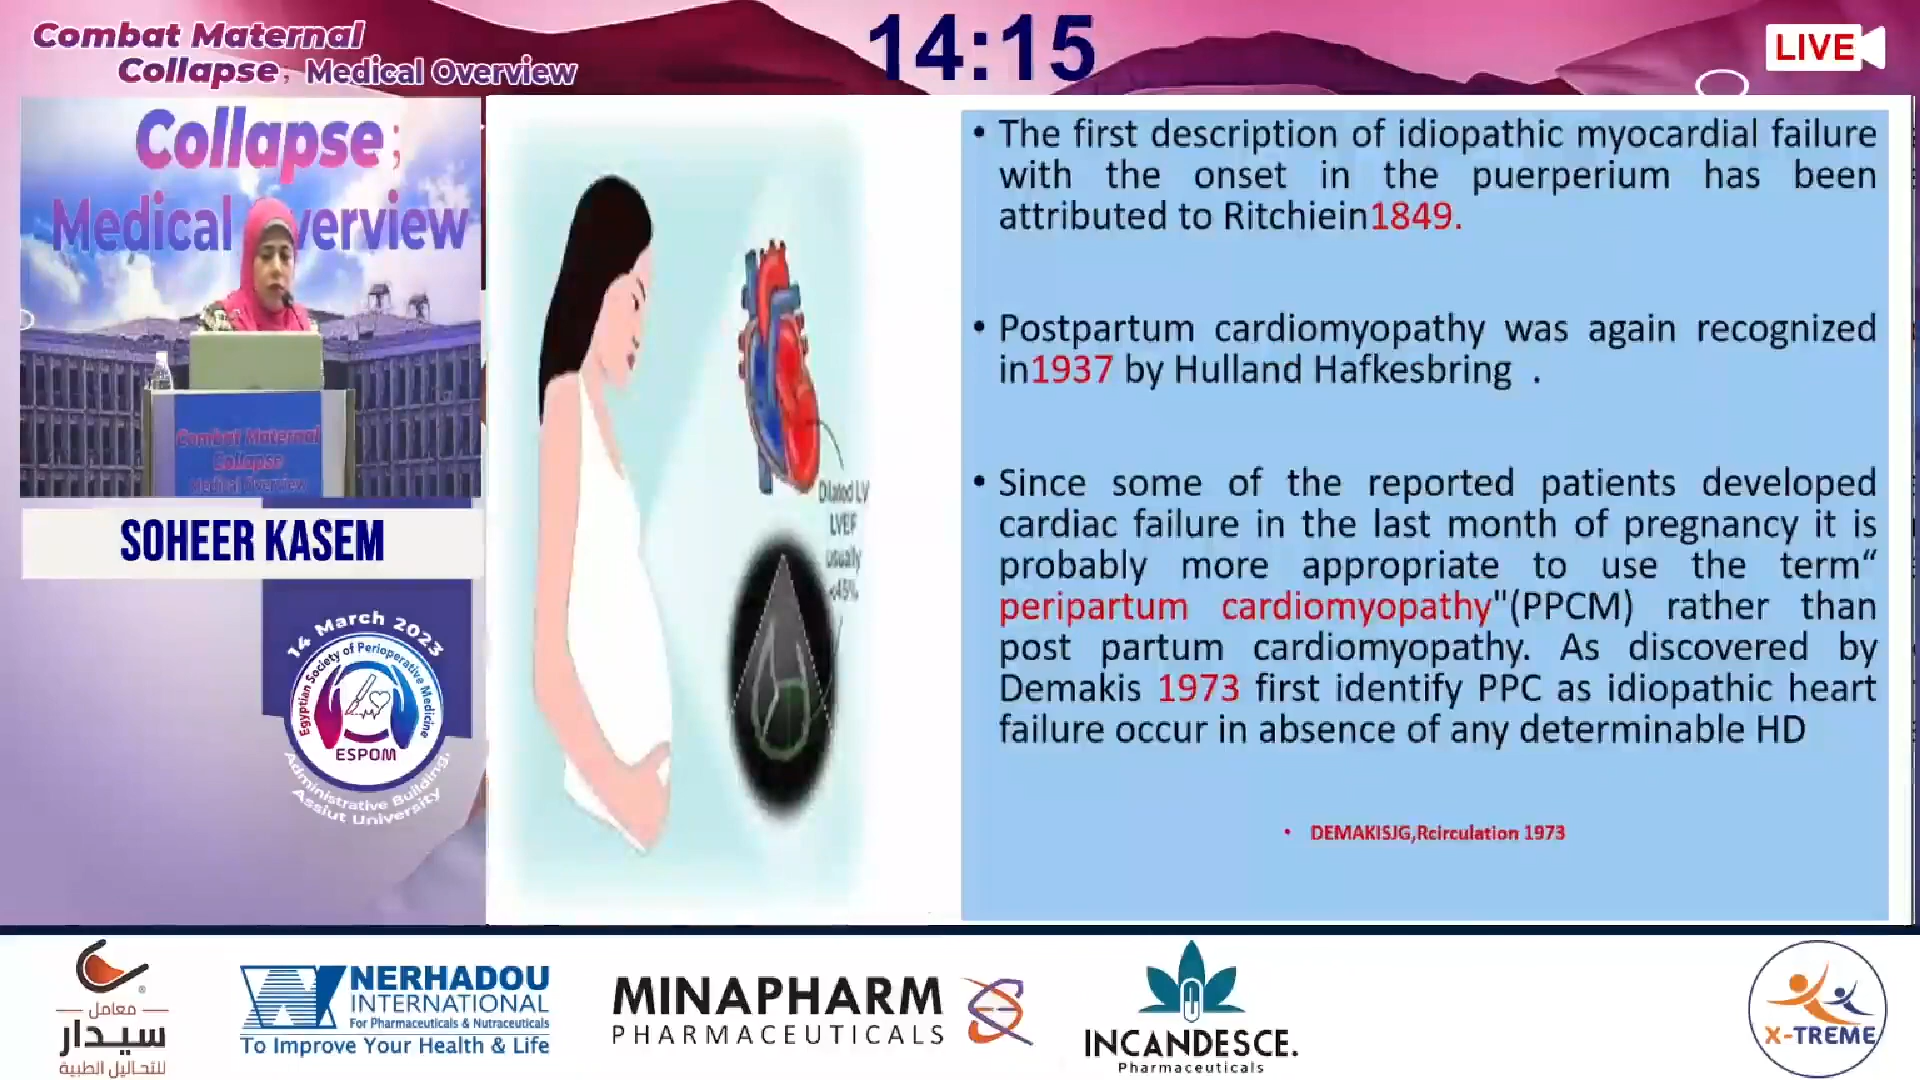 Combat Maternal
Collapse; Medical Overview
14:15
LIVE
Collapse;
Medical Overview
Combat Maternal
Collapse
Medical Overview
SOHEER KASEM
14 March 2023
Egyptian Society of Perioperative Medicine
ESPOM
Administrative Building,
Assiut University
Dilated LV
LVEF
usually
<45%
• The first description of idiopathic myocardial failure
with the onset in the puerperium has been
attributed to Ritchiein1849.
• Postpartum cardiomyopathy was again recognized
in1937 by Hulland Hafkesbring .
• Since some of the reported patients developed
cardiac failure in the last month of pregnancy it is
probably more appropriate to use the term“
peripartum cardiomyopathy"(PPCM) rather than
post partum cardiomyopathy. As discovered by
Demakis 1973 first identify PPC as idiopathic heart
failure occur in absence of any determinable HD
• DEMAKISJG,Rcirculation 1973
معامل
سيدار
للتحاليل الطبية
NERHADOU
INTERNATIONAL
For Pharmaceuticals & Nutraceuticals
To Improve Your Health & Life
MINAPHARM
PHARMACEUTICALS
INCANDESCE.
Pharmaceuticals
X-TREME